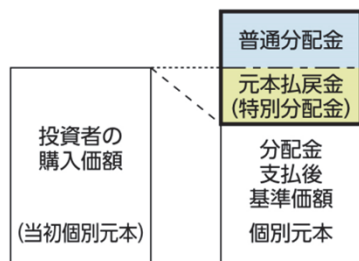 普通分配金
元本払戻金
(特別分配金)
投資者の
購入価額
(当初個別元本)
分配金
支払後
基準価額
個別元本